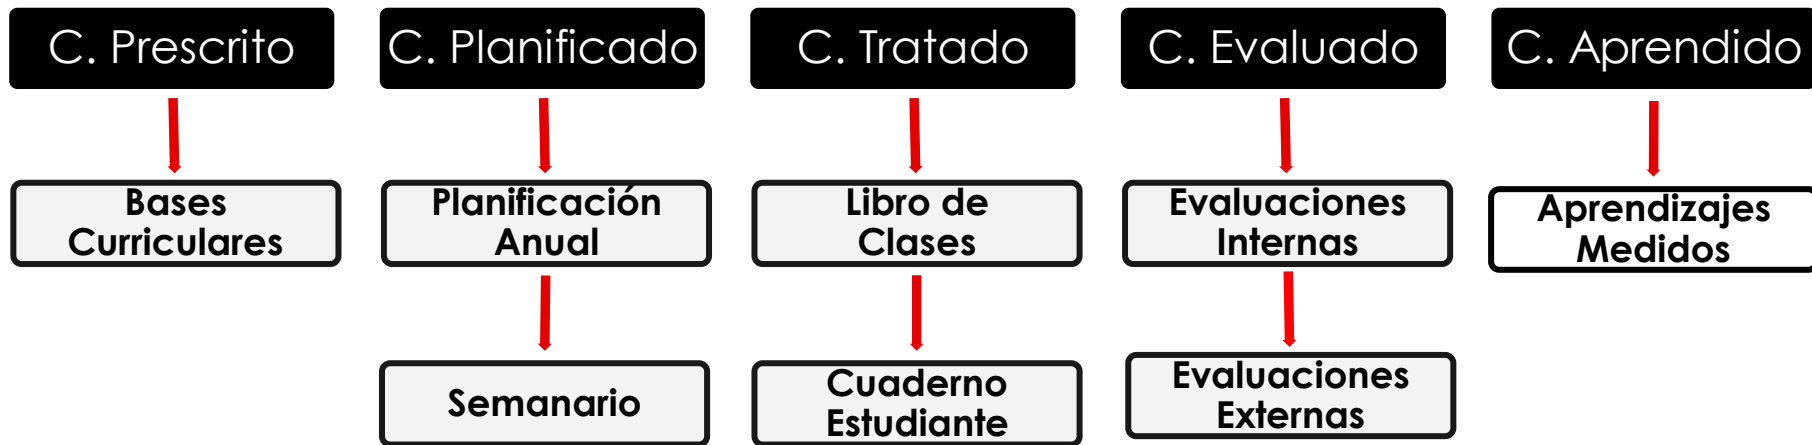 C. Prescrito
C. Planificado
C. Tratado
C. Evaluado
C. Aprendido
Bases
Curriculares
Planificación
Anual
Libro de
Clases
Evaluaciones
Internas
Aprendizajes
Medidos
Semanario
Cuaderno
Estudiante
Evaluaciones
Externas